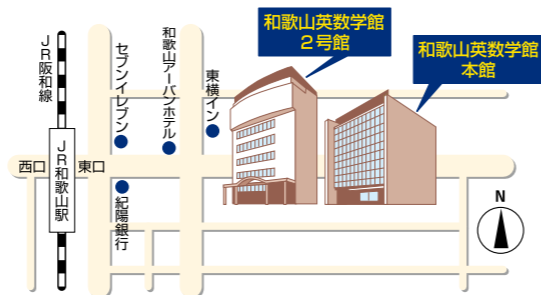 和歌山英数学館
２号館
和歌山英数学館
本館
JR阪和線
セブンイレブン
和歌山アーバンホテル
東横イン
西口
JR和歌山駅
東口
紀陽銀行
N